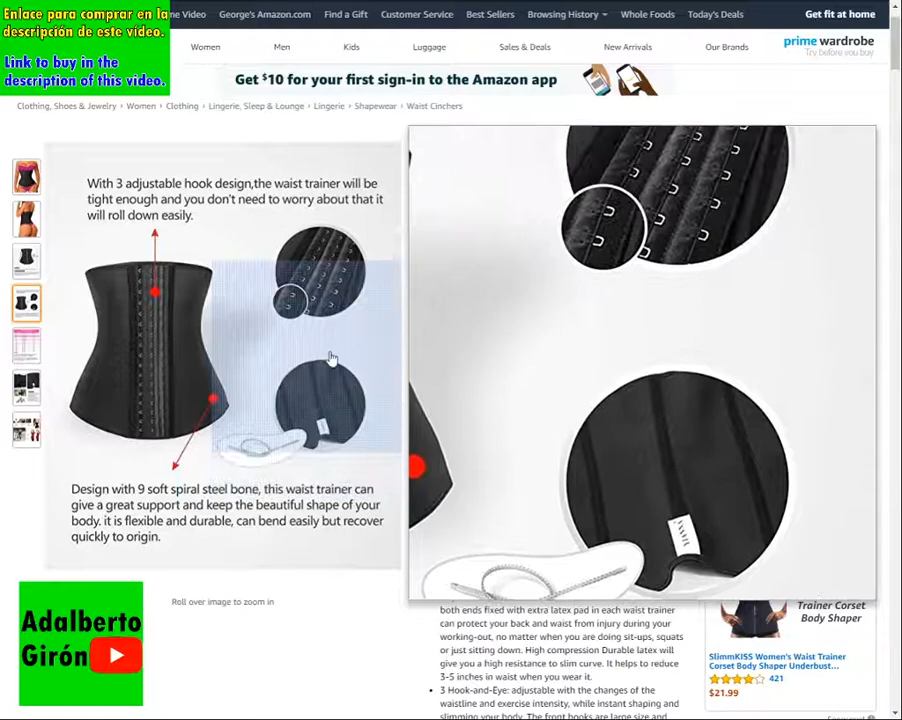 Enlace para comprar en la
descripción de este video.
Link to buy in the
description of this video.
me Video George's Amazon.com Find a Gift Customer Service Best Sellers Browsing History Whole Foods Today's Deals Get fit at home
Women Men Kids Luggage Sales & Deals New Arrivals Our Brands
prime wardrobe
Try before you buy
Get $10 for your first sign-in to the Amazon app
Clothing, Shoes & Jewelry › Women › Clothing › Lingerie, Sleep & Lounge › Lingerie › Shapewear › Waist Cinchers
With 3 adjustable hook design,the waist trainer will be
tight enough and you don't need to worry about that it
will roll down easily.
Design with 9 soft spiral steel bone, this waist trainer can
give a great support and keep the beautiful shape of your
body. it is flexible and durable, can bend easily but recover
quickly to origin.
Roll over image to zoom in
Adalberto
Girón
both ends fixed with extra latex pad in each waist trainer
can protect your back and waist from injury during your
working-out, no matter when you are doing sit-ups, squats
or just sitting down. High compression Durable latex will
give you a high resistance to slim curve. It helps to reduce
3-5 inches in waist when you wear it.
• 3 Hook-and-Eye: adjustable with the changes of the
waistline and exercise intensity, while instant shaping and
slimming your body. The front hooks are large size and
Trainer Corset
Body Shaper
SlimmKISS Women's Waist Trainer
Corset Body Shaper Underbust...
421
$21.99
Sponsored